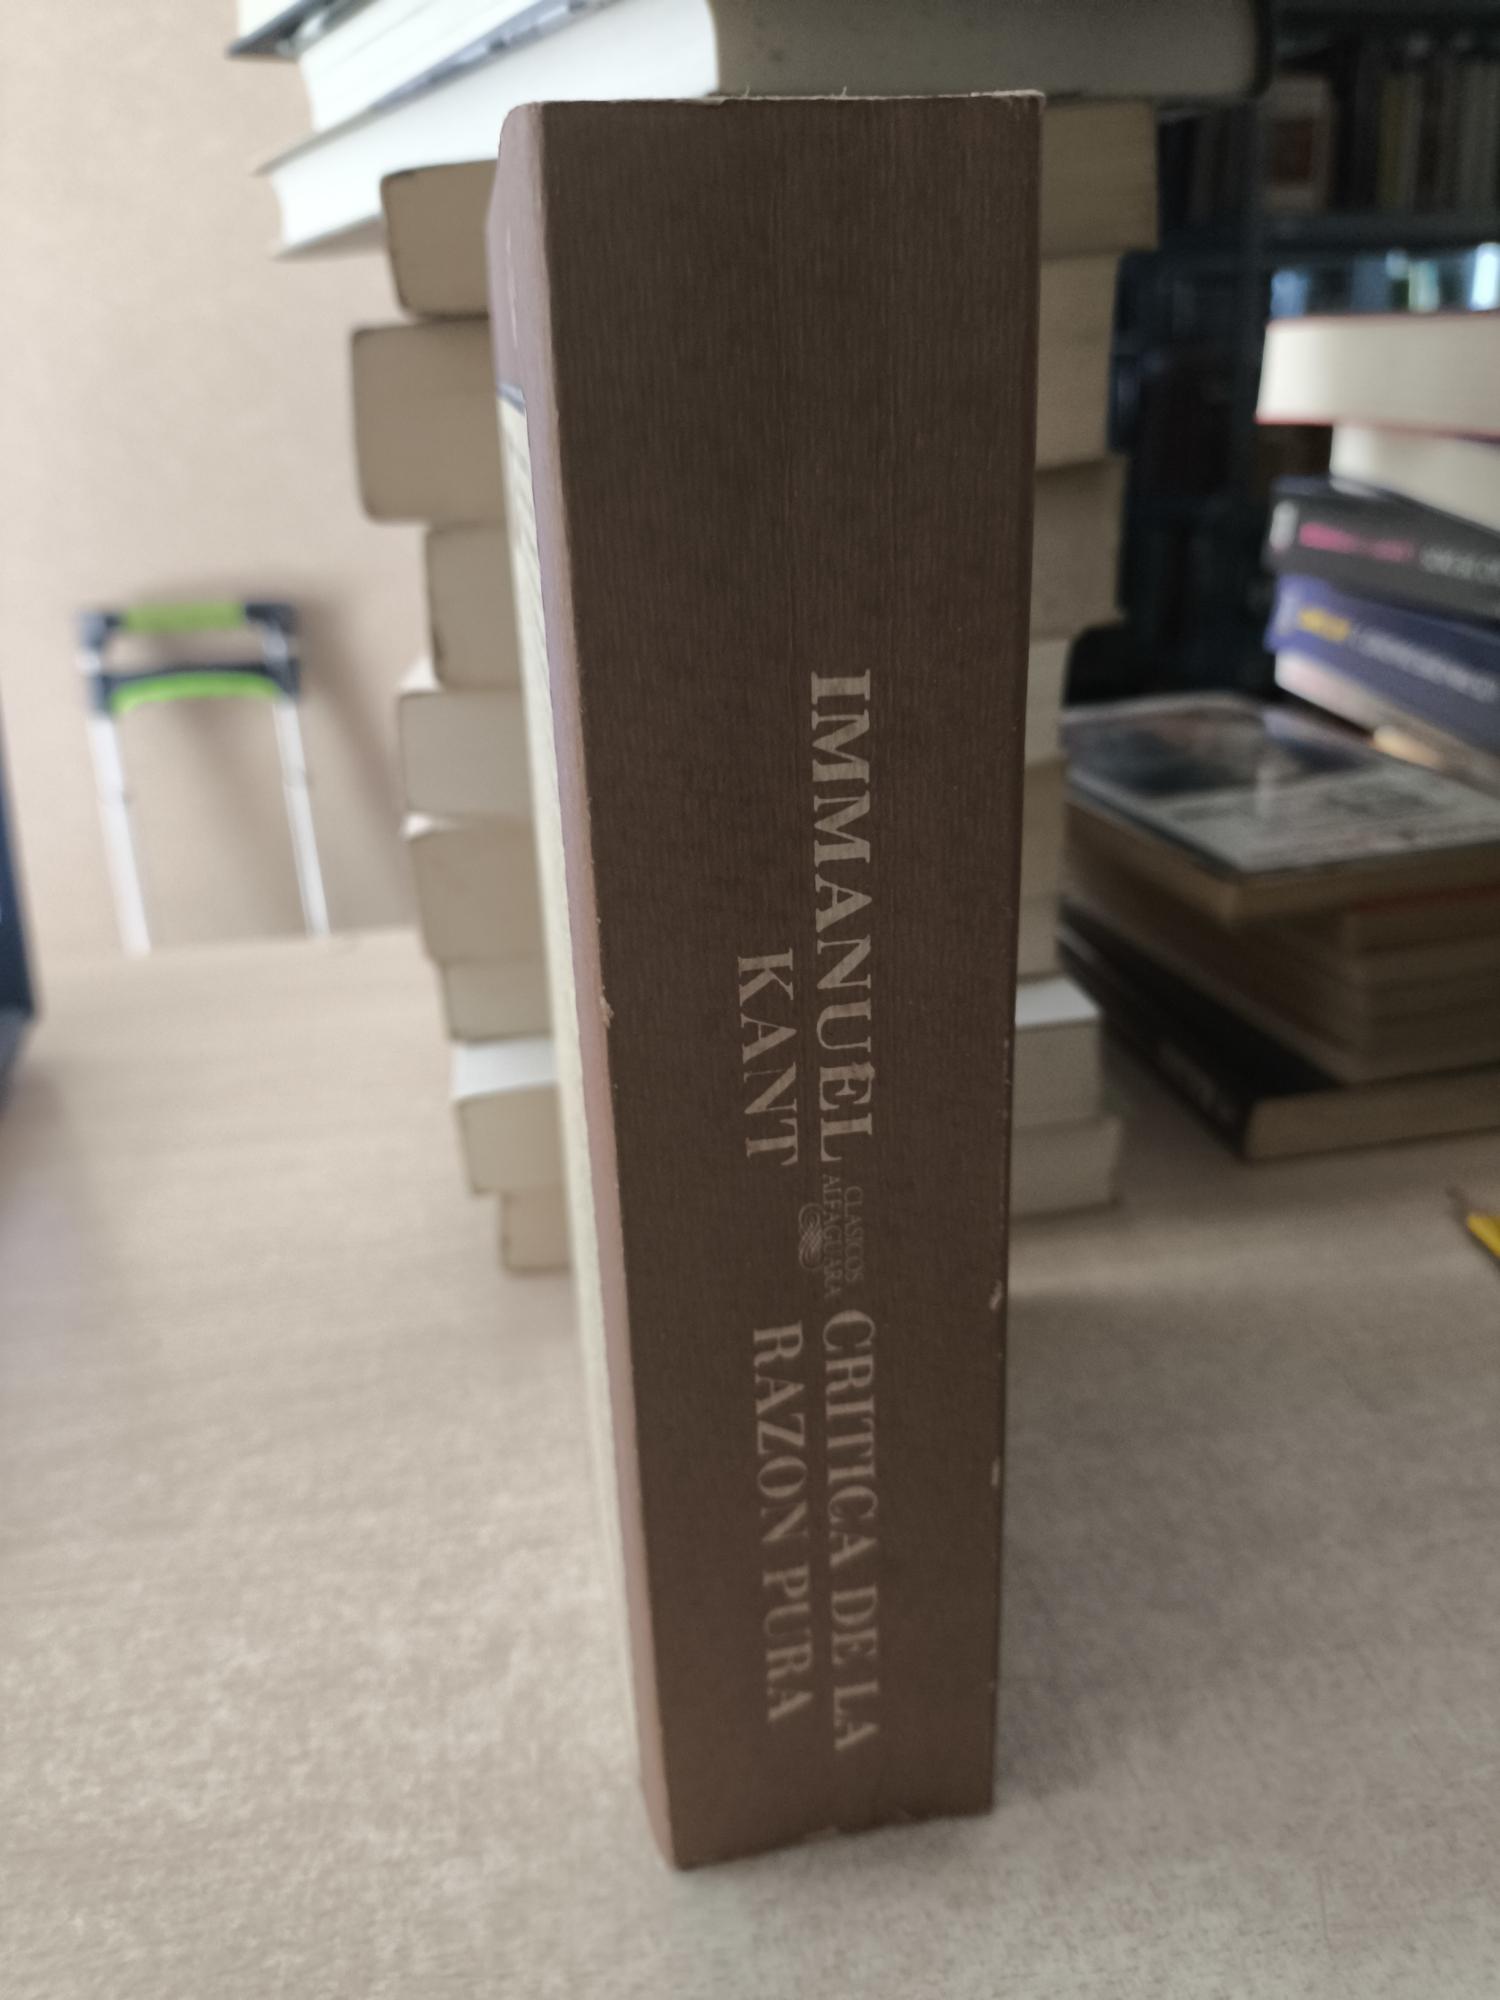 IMMANUEL
KANT
CLASICOS
ALFAGUARA
CRITICA DE LA
RAZON PURA